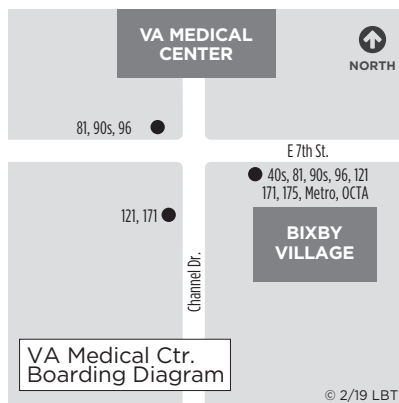 VA MEDICAL
CENTER
NORTH
81, 90s, 96
E 7th St.
40s, 81, 90s, 96, 121
171, 175, Metro, OCTA
121, 171
BIXBY
VILLAGE
Channel Dr.
VA Medical Ctr.
Boarding Diagram
© 2/19 LBT